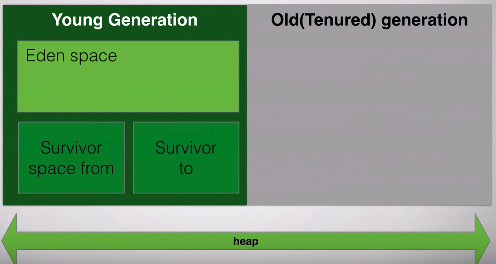 Young Generation
Old(Tenured) generation
Eden space
Survivor
space from
Survivor
to
heap